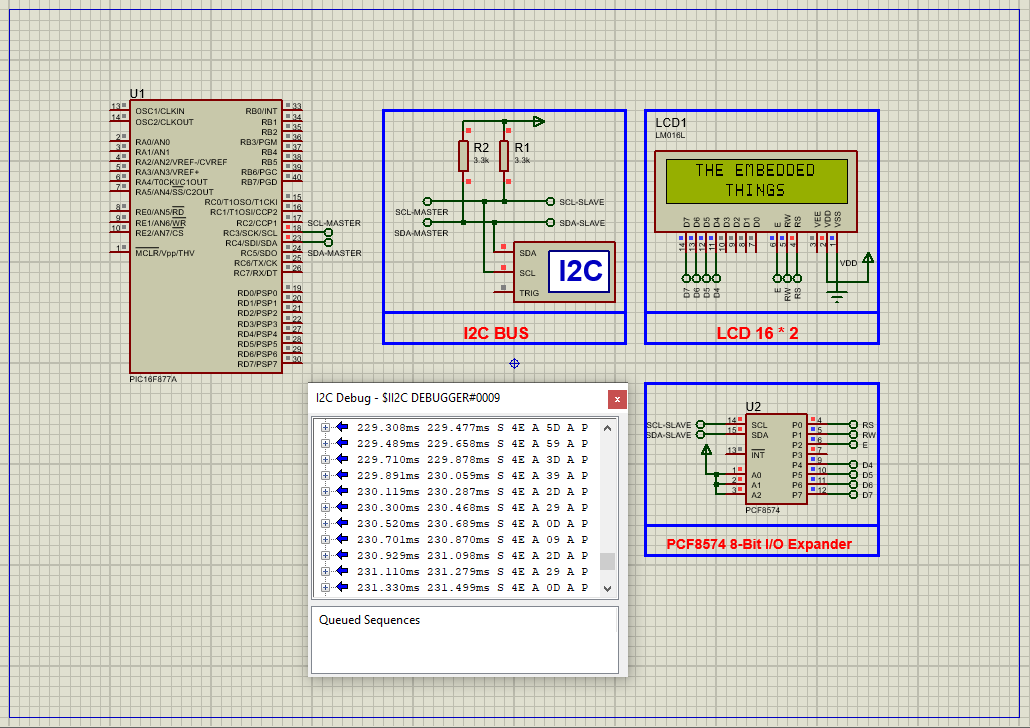 U1
13 OSC1/CLKIN RB0/INT 33
14 OSC2/CLKOUT RB1 34
RB2 35
2 RA0/AN0 RB3/PGM 36
3 RA1/AN1 RB4 37
4 RA2/AN2/VREF-/CVREF RB5 38
5 RA3/AN3/VREF+ RB6/PGC 39
6 RA4/T0CKI/C1OUT RB7/PGD 40
7 RA5/AN4/SS/C2OUT
RC0/T1OSO/T1CKI 15
8 RE0/AN5/RD RC1/T1OSI/CCP2 16
9 RE1/AN6/WR RC2/CCP1 17
10 RE2/AN7/CS RC3/SCK/SCL 18
RC4/SDI/SDA 23
1 MCLR/Vpp/THV RC5/SDO 24
RC6/TX/CK 25
RC7/RX/DT 26
RD0/PSP0 19
RD1/PSP1 20
RD2/PSP2 21
RD3/PSP3 22
RD4/PSP4 27
RD5/PSP5 28
RD6/PSP6 29
RD7/PSP7 30
PIC16F877A
SCL-MASTER
SDA-MASTER
R2
3.3k
R1
3.3k
SCL-MASTER
SCL-SLAVE
SDA-MASTER
SDA-SLAVE
SDA
SCL
TRIG
I2C
I2C BUS
LCD1
LM016L
THE EMBEDDED
THINGS
D7 D6 D5 D4 D3 D2 D1 D0 E RW RS VEE VDD VSS
14 13 12 11 10 9 8 7 6 5 4 3 2 1
VDD
D7 D6 D5 D4 E RW RS
LCD 16 * 2
I2C Debug - $II2C DEBUGGER#0009
x
229.308ms 229.477ms S 4E A 5D A P
229.489ms 229.658ms S 4E A 59 A P
229.710ms 229.878ms S 4E A 3D A P
229.891ms 230.059ms S 4E A 39 A P
230.119ms 230.287ms S 4E A 2D A P
230.300ms 230.468ms S 4E A 29 A P
230.520ms 230.689ms S 4E A 0D A P
230.701ms 230.870ms S 4E A 09 A P
230.929ms 231.098ms S 4E A 2D A P
231.110ms 231.279ms S 4E A 29 A P
231.330ms 231.499ms S 4E A 0D A P
Queued Sequences
U2
SCL-SLAVE 14 SCL P0 4 RS
SDA-SLAVE 15 SDA P1 5 RW
P2 6 E
13 INT P3 7
P4 9 D4
1 A0 P5 10 D5
2 A1 P6 11 D6
3 A2 P7 12 D7
PCF8574
PCF8574 8-Bit I/O Expander